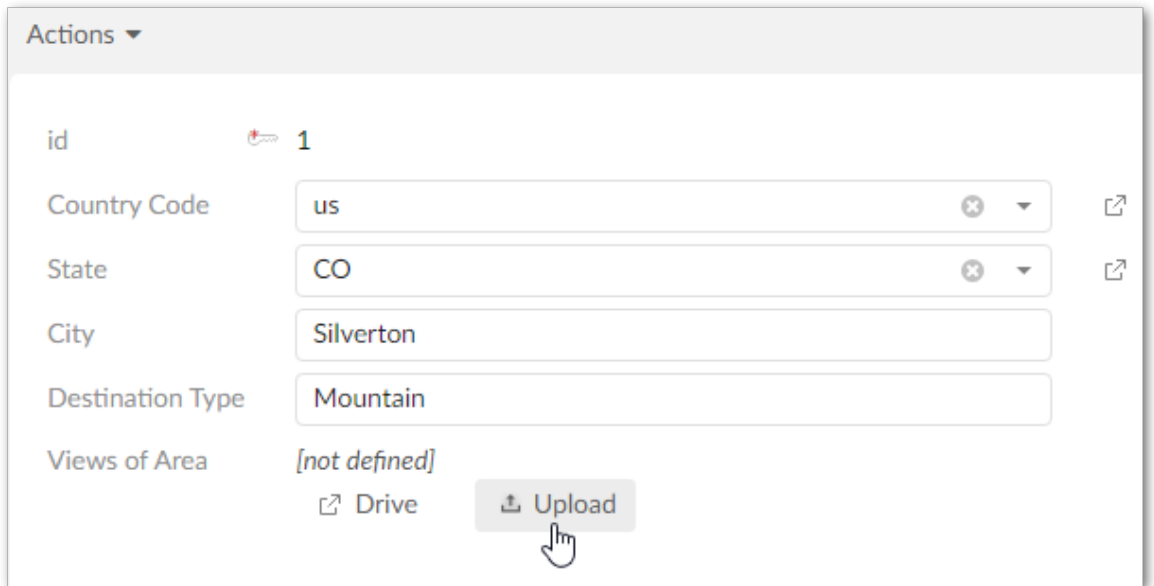 Actions
id 1
Country Code us
State CO
City Silverton
Destination Type Mountain
Views of Area [not defined]
Drive Upload